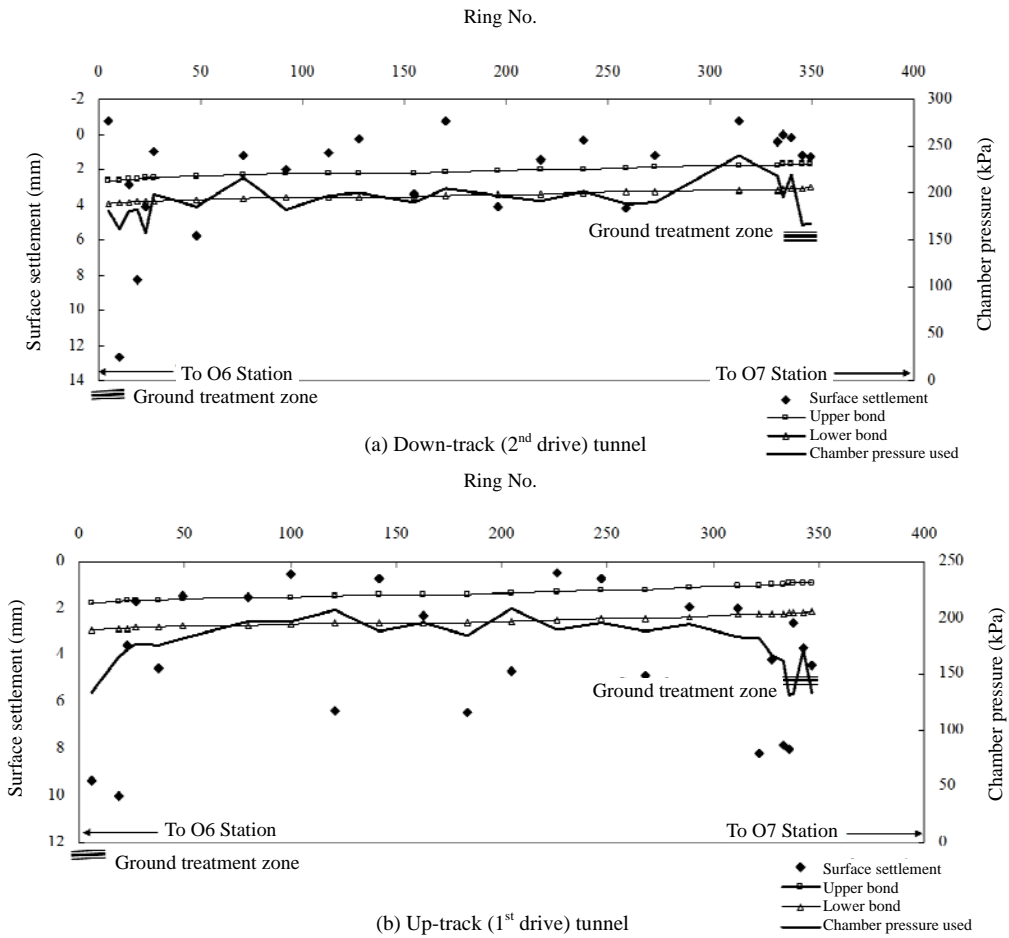 Ring No.
0 50 100 150 200 250 300 350 400
-2 300
0 250
2 200
4
6 150
8
10 100
12 50
14 0
Surface settlement (mm)
Chamber pressure (kPa)
Ground treatment zone
To O6 Station
To O7 Station
Ground treatment zone
Surface settlement
Upper bond
Lower bond
Chamber pressure used
(a) Down-track (2nd drive) tunnel
Ring No.
0 50 100 150 200 250 300 350 400
0 250
2 200
4 150
6
8 100
10 50
12 0
Surface settlement (mm)
Chamber pressure (kPa)
Ground treatment zone
To O6 Station
To O7 Station
Ground treatment zone
Surface settlement
Upper bond
Lower bond
Chamber pressure used
(b) Up-track (1st drive) tunnel